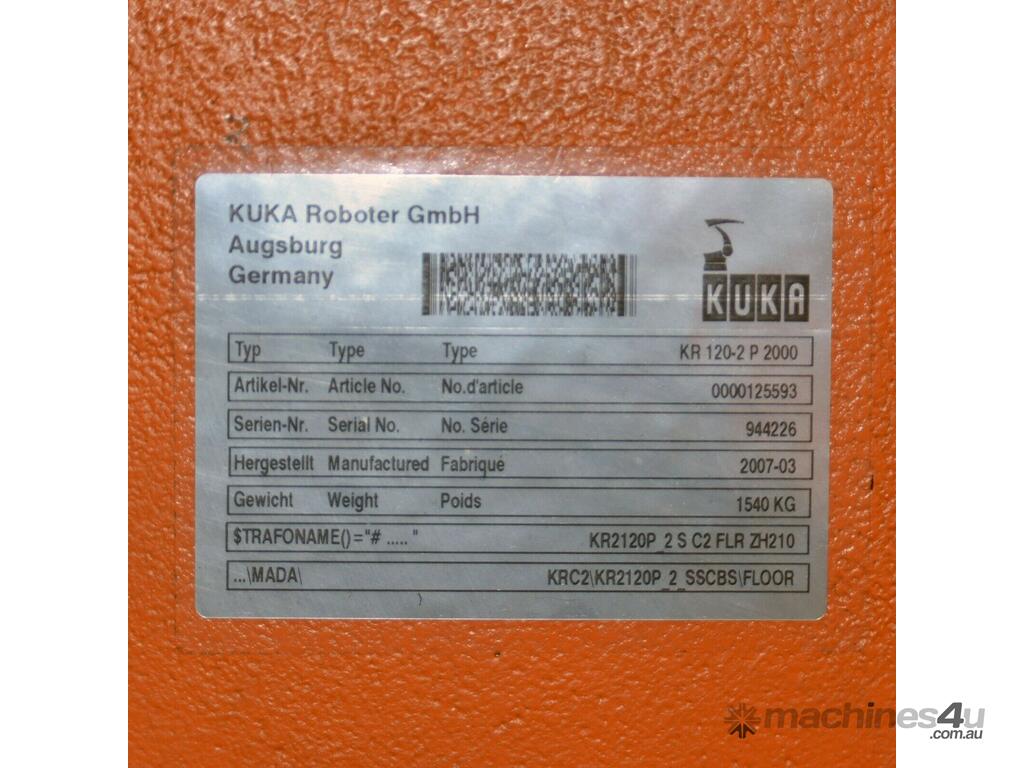 KUKA Roboter GmbH
Augsburg
Germany
KUKA
Typ Type Type KR 120-2 P 2000
Artikel-Nr. Article No. No.d'article 0000125593
Serien-Nr. Serial No. No. Série 944226
Hergestellt Manufactured Fabriqué 2007-03
Gewicht Weight Poids 1540 KG
$TRAFONAME()="# ..... " KR2120P_2 S C2 FLR ZH210
...\MADA\ KRC2\KR2120P_2_SSCBS\FLOOR
machines4u
.com.au